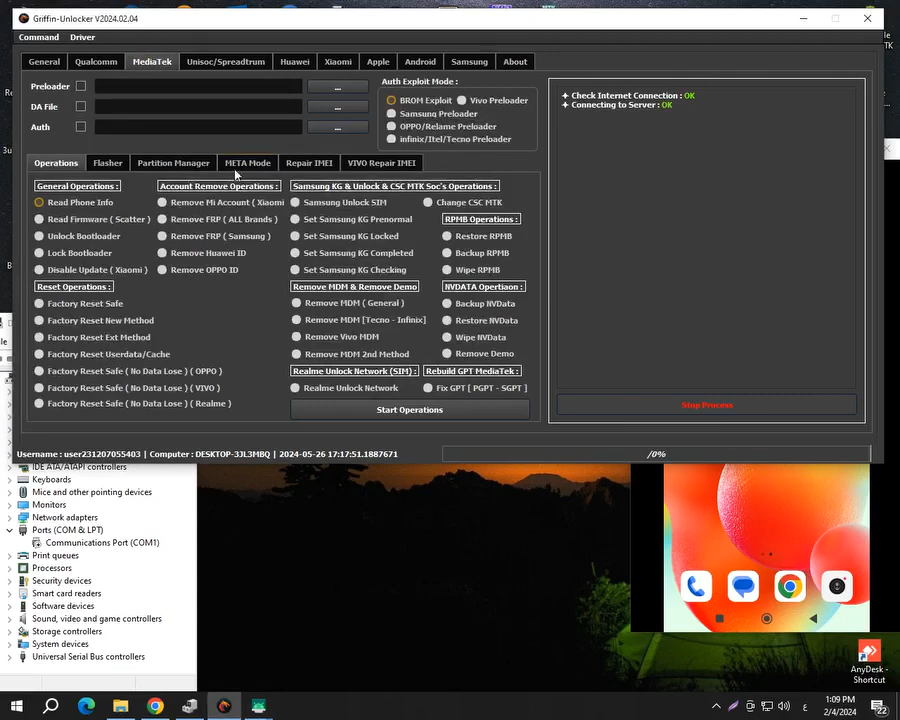 Griffin-Unlocker V2024.02.04
Command Driver
General Qualcomm MediaTek Unisoc/Spreadtrum Huawei Xiaomi Apple Android Samsung About
Preloader ...
DA File ...
Auth ...
Auth Exploit Mode :
BROM Exploit Vivo Preloader
Samsung Preloader
OPPO/Relame Preloader
infinix/Itel/Tecno Preloader
Check Internet Connection : OK
Connecting to Server : OK
Operations Flasher Partition Manager META Mode Repair IMEI VIVO Repair IMEI
General Operations :
Read Phone Info
Read Firmware ( Scatter )
Unlock Bootloader
Lock Bootloader
Disable Update ( Xiaomi )
Reset Operations :
Factory Reset Safe
Factory Reset New Method
Factory Reset Ext Method
Factory Reset Userdata/Cache
Factory Reset Safe ( No Data Lose ) ( OPPO )
Factory Reset Safe ( No Data Lose ) ( VIVO )
Factory Reset Safe ( No Data Lose ) ( Realme )
Account Remove Operations :
Remove Mi Account ( Xiaomi
Remove FRP ( ALL Brands )
Remove FRP ( Samsung )
Remove Huawei ID
Remove OPPO ID
Samsung KG & Unlock & CSC MTK Soc's Operations :
Samsung Unlock SIM
Set Samsung KG Prenormal
Set Samsung KG Locked
Set Samsung KG Completed
Set Samsung KG Checking
Change CSC MTK
RPMB Operations :
Restore RPMB
Backup RPMB
Wipe RPMB
Remove MDM & Remove Demo
Remove MDM ( General )
Remove MDM [Tecno - Infinix]
Remove Vivo MDM
Remove MDM 2nd Method
NVDATA Opertiaon :
Backup NVData
Restore NVData
Wipe NVData
Remove Demo
Realme Unlock Network (SIM) :
Realme Unlock Network
Rebuild GPT MediaTek :
Fix GPT [ PGPT - SGPT ]
Start Operations
Stop Process
Username : user231207055403 | Computer : DESKTOP-3JL3MBQ | 2024-05-26 17:17:51.1887671
/0%
IDE ATA/ATAPI controllers
Keyboards
Mice and other pointing devices
Monitors
Network adapters
Ports (COM & LPT)
Communications Port (COM1)
Print queues
Processors
Security devices
Smart card readers
Software devices
Sound, video and game controllers
Storage controllers
System devices
Universal Serial Bus controllers
AnyDesk -
Shortcut
ع
1:09 PM
2/4/2024
22